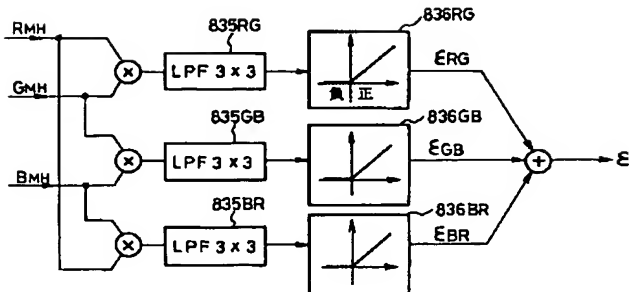 835RG
836RG
RMH
LPF 3 x 3
εRG
負 正
GMH
835GB
836GB
LPF 3 x 3
εGB
ε
BMH
835BR
836BR
LPF 3 x 3
εBR